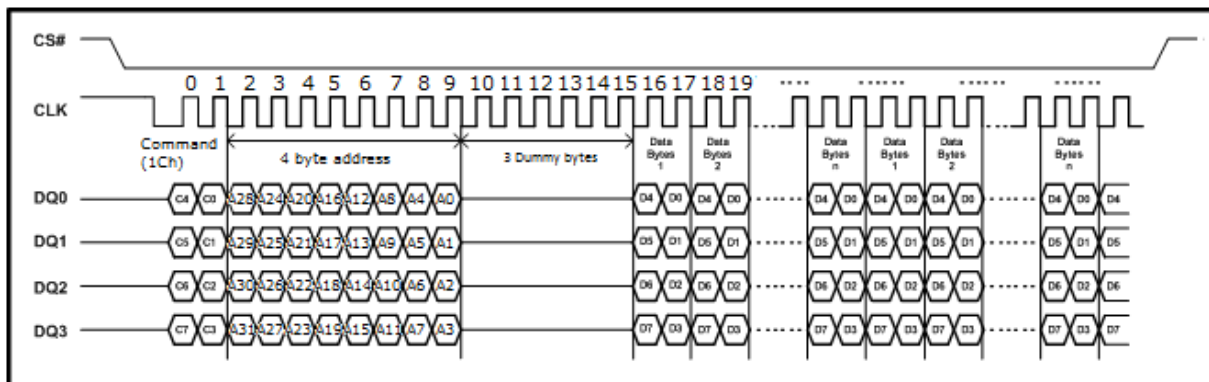 CS#
0 1 2 3 4 5 6 7 8 9 10 11 12 13 14 15 16 17 18 19
CLK
Command
(1Ch)
4 byte address
3 Dummy bytes
Data
Bytes
1
Data
Bytes
2
Data
Bytes
n
Data
Bytes
1
Data
Bytes
2
Data
Bytes
n
DQ0 C4 C0 A28 A24 A20 A16 A12 A8 A4 A0 D4 D0 D4 D0 D4 D0 D4 D0 D4 D0 D4 D0 D4
DQ1 C5 C1 A29 A25 A21 A17 A13 A9 A5 A1 D5 D1 D5 D1 D5 D1 D5 D1 D5 D1 D5 D1 D5
DQ2 C6 C2 A30 A26 A22 A18 A14 A10 A6 A2 D6 D2 D6 D2 D6 D2 D6 D2 D6 D2 D6 D2 D6
DQ3 C7 C3 A31 A27 A23 A19 A15 A11 A7 A3 D7 D3 D7 D3 D7 D3 D7 D3 D7 D3 D7 D3 D7